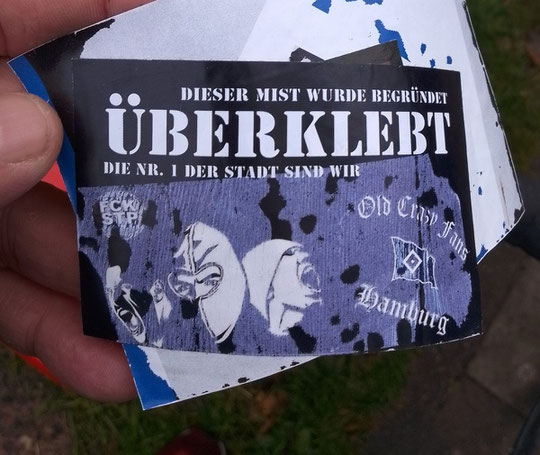 DIESER MIST WURDE BEGRÜNDET
ÜBERKLEBT
DIE NR. 1 DER STADT SIND WIR
FCK
STP
Old Crazy Fans
Hamburg